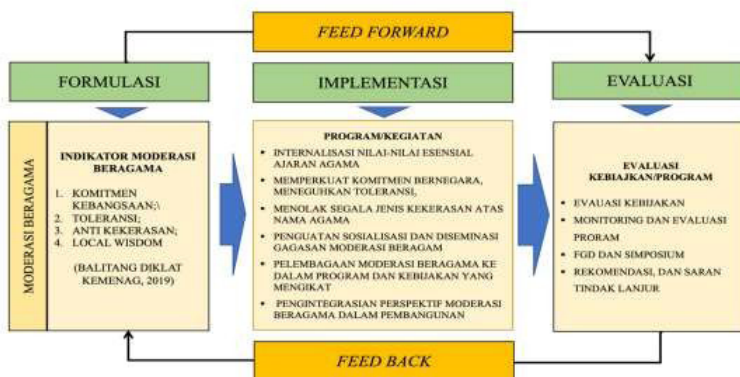 FEED FORWARD
FORMULASI
IMPLEMENTASI
EVALUASI
MODERASI BERAGAMA
INDIKATOR MODERASI
BERAGAMA
1. KOMITMEN
KEBANGSAAN;\
2. TOLERANSI;
3. ANTI KEKERASAN;
4. LOCAL WISDOM
(BALITANG DIKLAT
KEMENAG, 2019)
PROGRAM/KEGIATAN
• INTERNALISASI NILAI-NILAI ESENSIAL
AJARAN AGAMA
• MEMPERKUAT KOMITMEN BERNEGARA,
MENEGUHKAN TOLERANSI,
• MENOLAK SEGALA JENIS KEKERASAN ATAS
NAMA AGAMA
• PENGUATAN SOSIALISASI DAN DISEMINASI
GAGASAN MODERASI BERAGAM
• PELEMBAGAAN MODERASI BERAGAMA KE
DALAM PROGRAM DAN KEBIJAKAN YANG
MENGIKAT
• PENGINTEGRASIAN PERSPEKTIF MODERASI
BERAGAMA DALAM PEMBANGUNAN
EVALUASI
KEBIAJKAN/PROGRAM
• EVAUASI KEBIJAKAN
• MONITORING DAN EVALUASI
PRORAM
• FGD DAN SIMPOSIUM
• REKOMENDASI, DAN SARAN
TINDAK LANJUR
FEED BACK